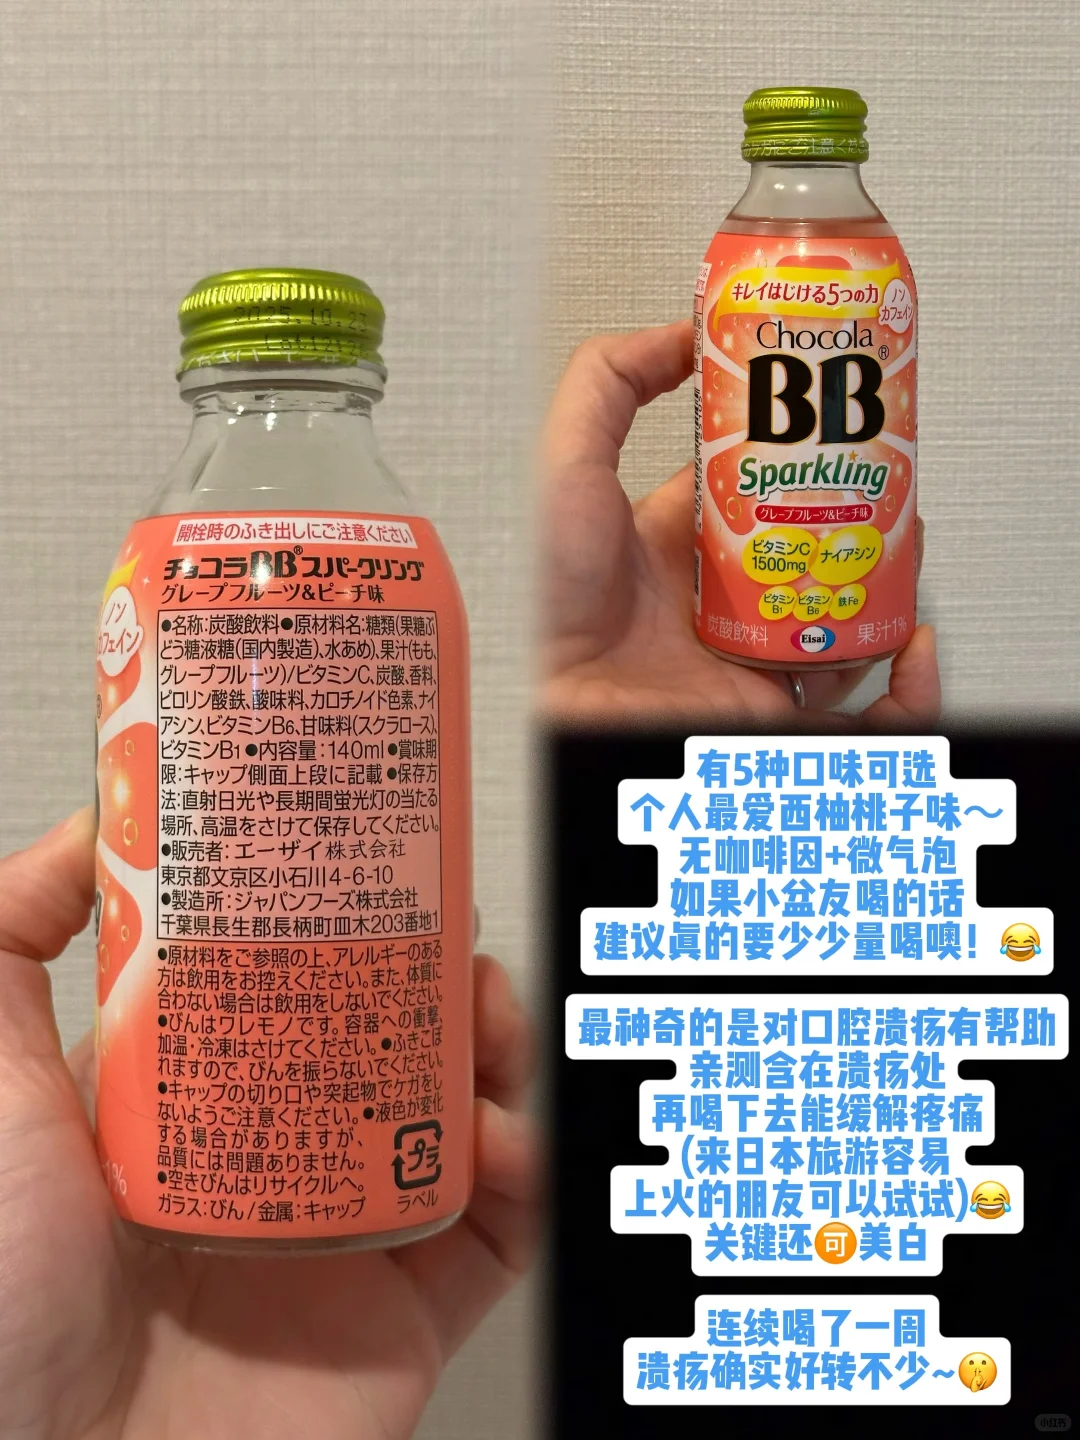 2025.10.23
開栓時のふき出しにご注意ください
チョコラBB®スパークリング
グレープフルーツ&ピーチ味
ノン
カフェイン
●名称:炭酸飲料●原材料名:糖類(果糖ぶ
どう糖液糖(国内製造)、水あめ)、果汁(もも、
グレープフルーツ)/ビタミンC、炭酸、香料、
ピロリン酸鉄、酸味料、カロチノイド色素、ナイ
アシン、ビタミンB6、甘味料(スクラロース)、
ビタミンB1●内容量:140ml●賞味期
限:キャップ側面上段に記載●保存方
法:直射日光や長期間蛍光灯の当たる
場所、高温をさけて保存してください。
●販売者:エーザイ株式会社
東京都文京区小石川4-6-10
●製造所:ジャパンフーズ株式会社
千葉県長生郡長柄町皿木203番地1
●原材料をご参照の上、アレルギーのある
方は飲用をお控えください。また、体質に
合わない場合は飲用をしないでください。
●びんはワレモノです。容器への衝撃、
加温・冷凍はさけてください。●ふきこぼ
れますので、びんを振らないでください。
●キャップの切り口や突起物でケガをし
ないようご注意ください。●液色が変化
する場合がありますが、
品質には問題ありません。
●空きびんはリサイクルへ。
ガラス:びん/金属:キャップ
プラ
ラベル
1%
ケガにご注意くださ
キレイはじける5つの力
ノン
カフェイン
Chocola
BB®
Sparkling
グレープフルーツ&ピーチ味
ビタミンC
1500mg
ナイアシン
ビタミン
B1
ビタミン
B6
鉄Fe
炭酸飲料
Eisai
果汁1%
有5种口味可选
个人最爱西柚桃子味～
无咖啡因+微气泡
如果小盆友喝的话
建议真的要少少量喝噢！😂
最神奇的是对口腔溃疡有帮助
亲测含在溃疡处
再喝下去能缓解疼痛
(来日本旅游容易
上火的朋友可以试试)😂
关键还🉑美白
连续喝了一周
溃疡确实好转不少~🤫
小红书